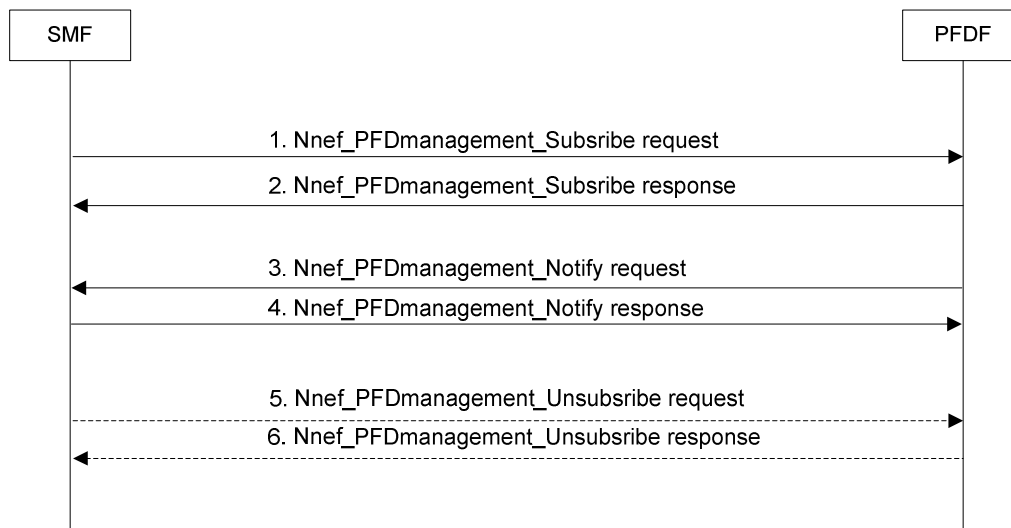 SMF
PFDF
1. Nnef_PFDmanagement_Subsribe request
2. Nnef_PFDmanagement_Subsribe response
3. Nnef_PFDmanagement_Notify request
4. Nnef_PFDmanagement_Notify response
5. Nnef_PFDmanagement_Unsubsribe request
6. Nnef_PFDmanagement_Unsubsribe response